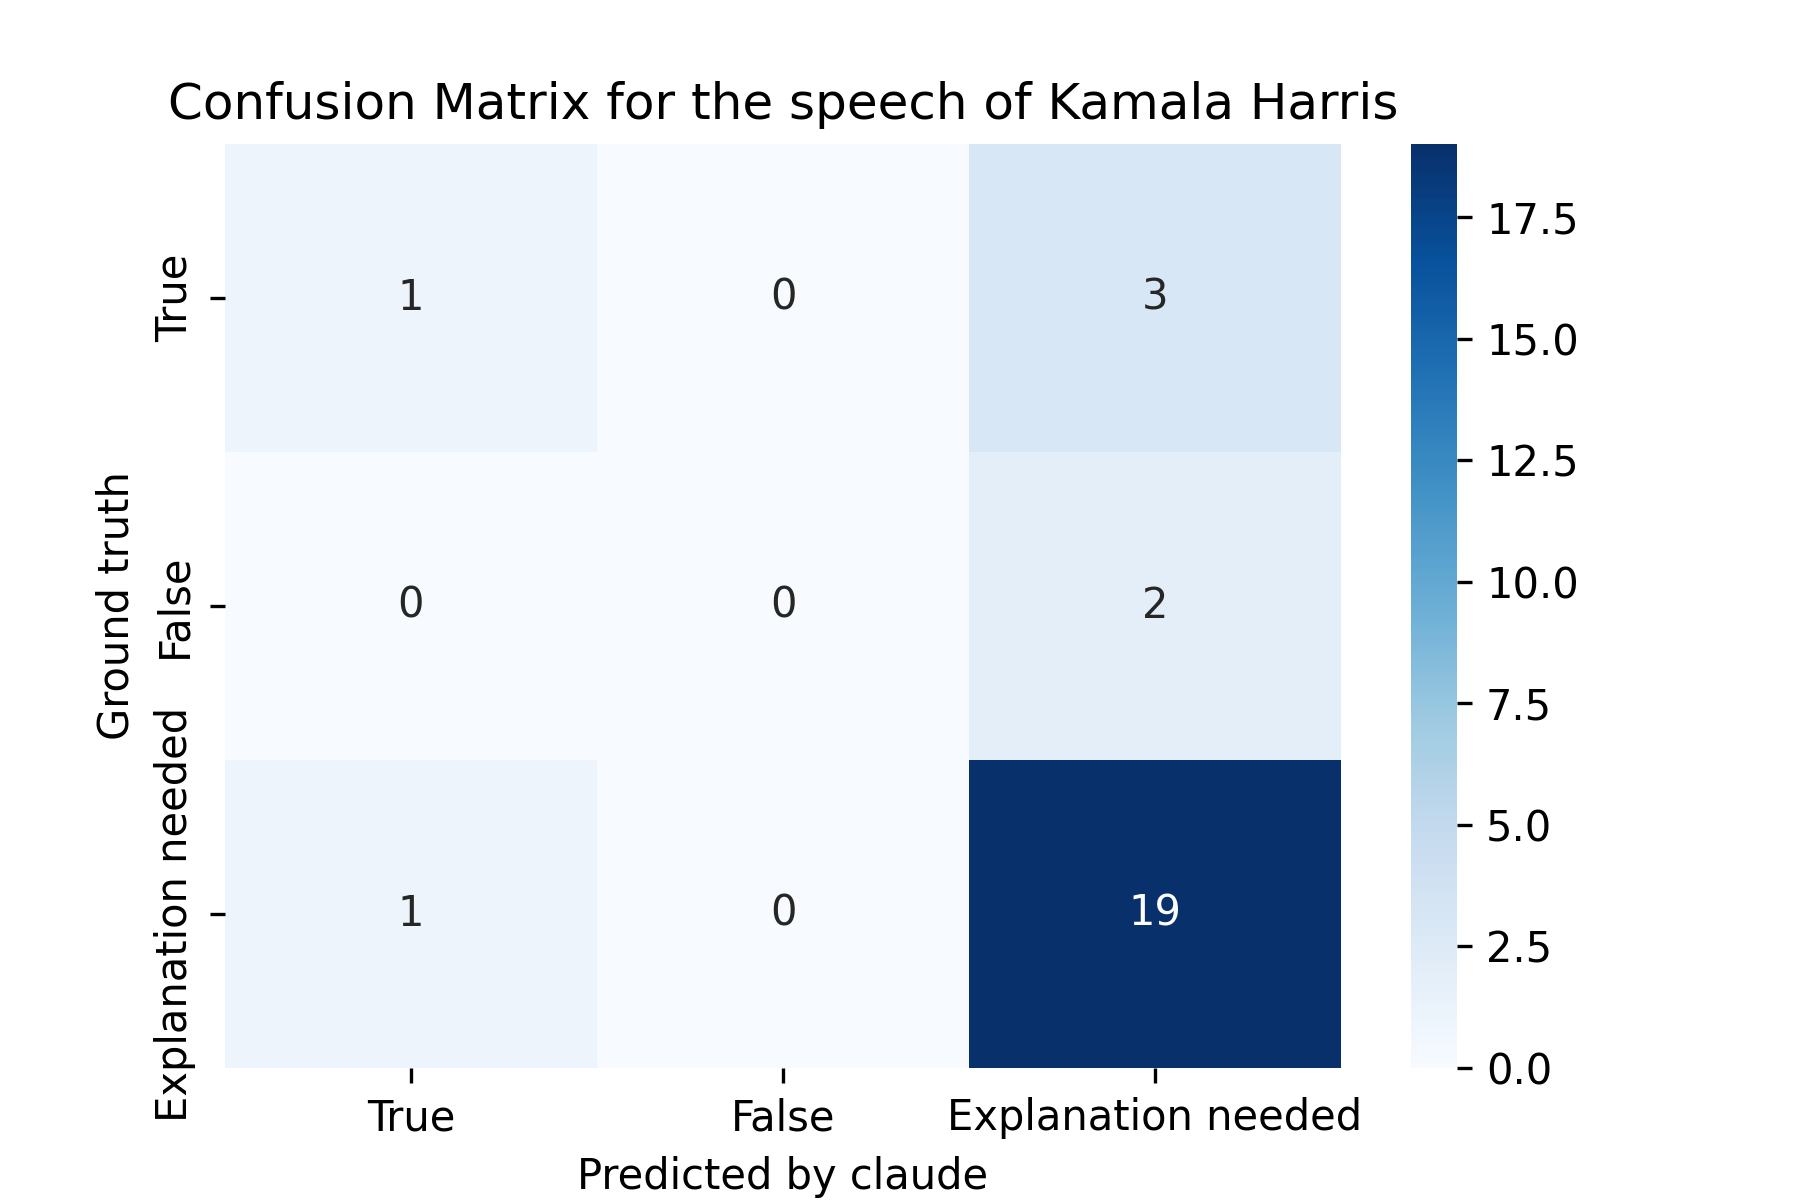 Confusion Matrix for the speech of Kamala Harris
Ground truth
True
1
0
3
False
0
0
2
Explanation needed
1
0
19
True
False
Explanation needed
Predicted by claude
17.5
15.0
12.5
10.0
7.5
5.0
2.5
0.0